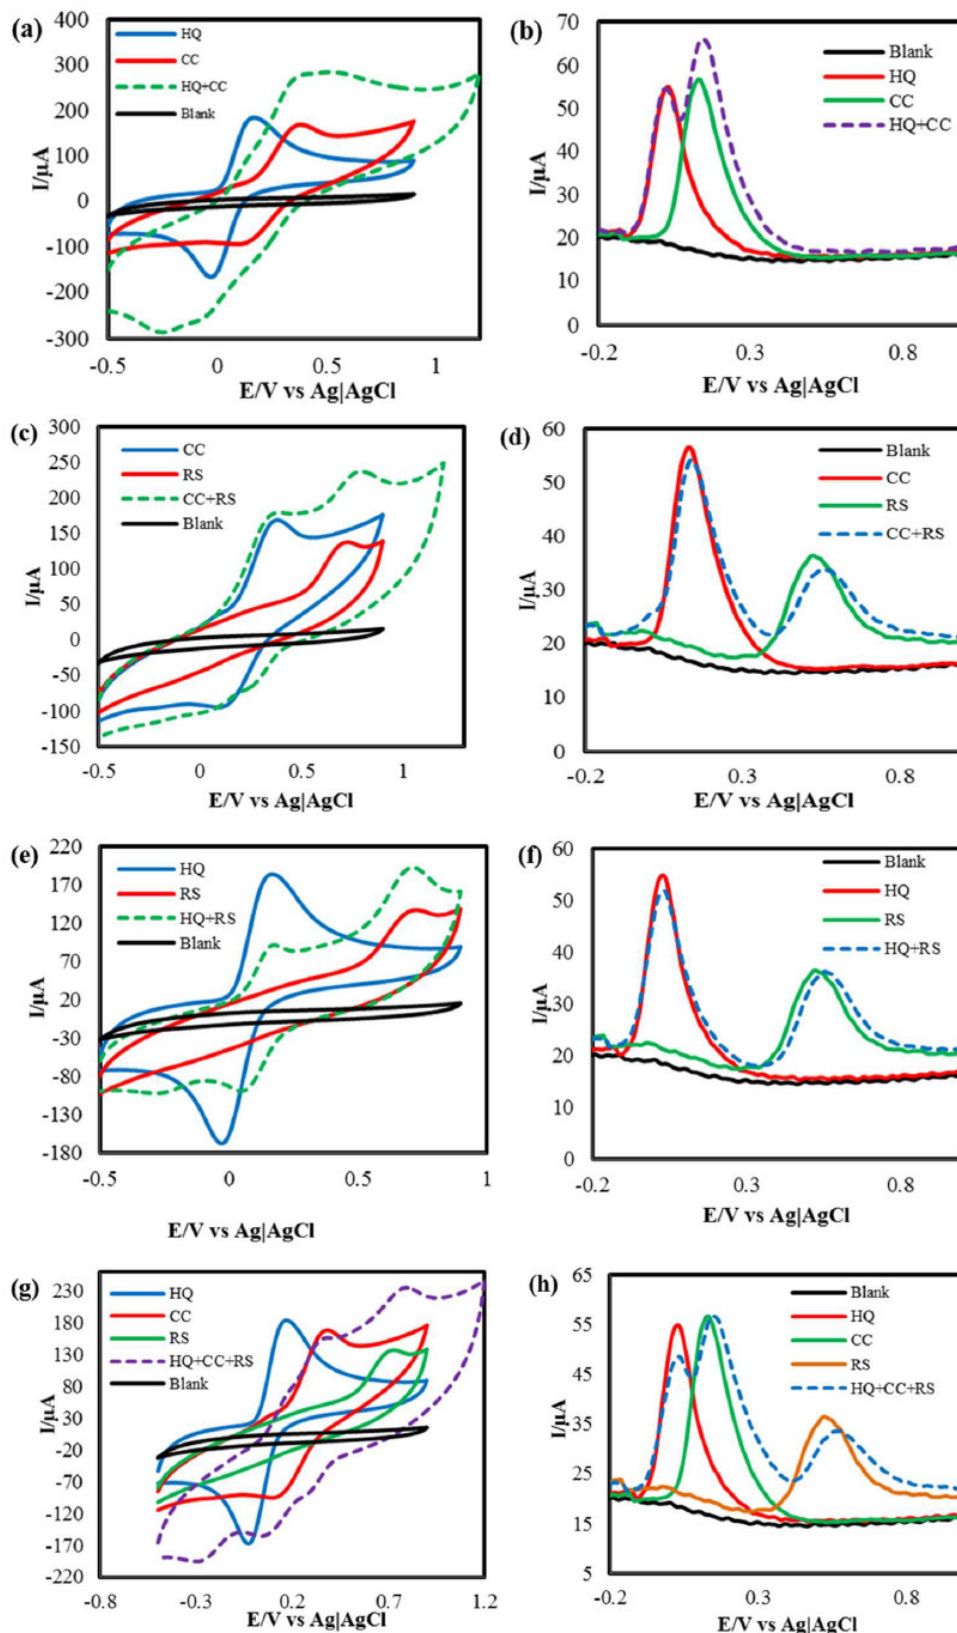 (a)
HQ
CC
HQ+CC
Blank
400
300
200
100
0
-100
-200
-300
I/µA
-0.5 0 0.5 1
E/V vs Ag|AgCl
(b)
Blank
HQ
CC
HQ+CC
70
60
50
40
30
20
10
0
I/µA
-0.2 0.3 0.8
E/V vs Ag|AgCl
(c)
CC
RS
CC+RS
Blank
300
250
200
150
100
50
0
-50
-100
-150
I/µA
-0.5 0 0.5 1
E/V vs Ag|AgCl
(d)
Blank
CC
RS
CC+RS
60
50
40
30
20
10
0
I/µA
-0.2 0.3 0.8
E/V vs Ag|AgCl
(e)
HQ
RS
HQ+RS
Blank
220
170
120
70
20
-30
-80
-130
-180
I/µA
-0.5 0 0.5 1
E/V vs Ag|AgCl
(f)
Blank
HQ
RS
HQ+RS
60
50
40
30
20
10
0
I/µA
-0.2 0.3 0.8
E/V vs Ag|AgCl
(g)
HQ
CC
RS
HQ+CC+RS
Blank
230
180
130
80
30
-20
-70
-120
-170
-220
I/µA
-0.8 -0.3 0.2 0.7 1.2
E/V vs Ag|AgCl
(h)
Blank
HQ
CC
RS
HQ+CC+RS
65
55
45
35
25
15
5
I/µA
-0.2 0.3 0.8
E/V vs Ag|AgCl